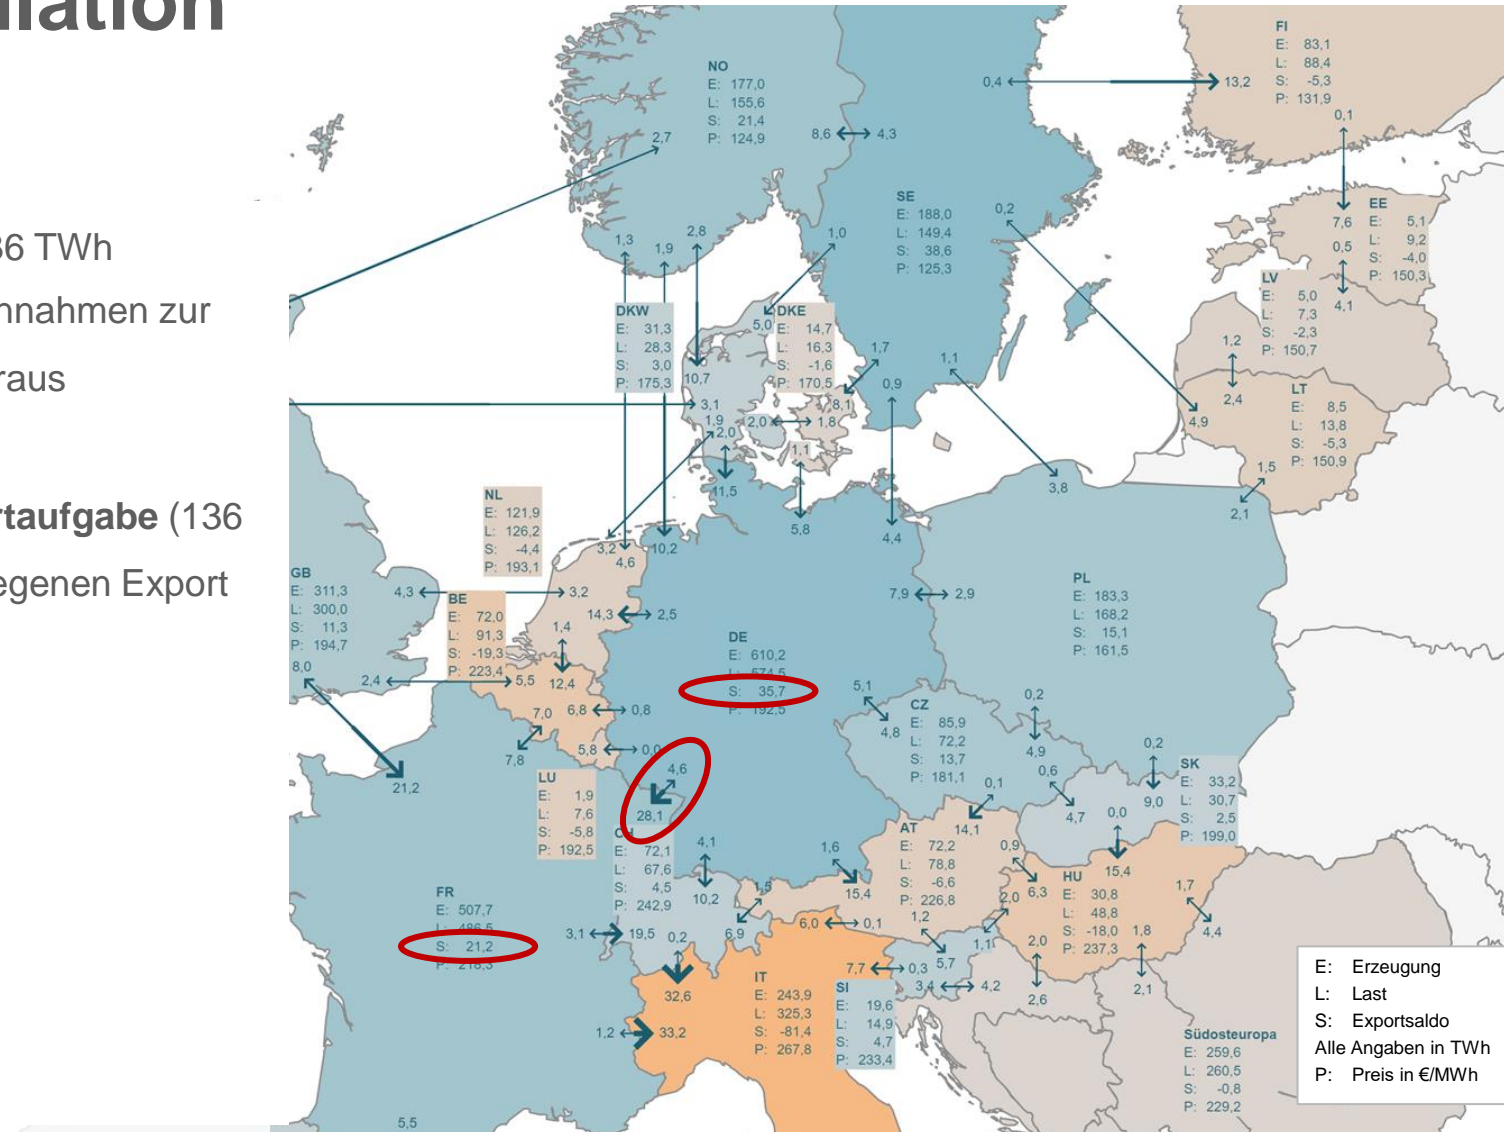 36 TWh
nnahmen zur
raus
rtaufgabe (136
egenen Export
NO
E: 177,0
L: 155,6
S: 21,4
P: 124,9
FI
E: 83,1
L: 88,4
S: -5,3
P: 131,9
0,4
13,2
0,1
2,7
8,6
4,3
SE
E: 188,0
L: 149,4
S: 38,6
P: 125,3
0,2
7,6
EE
E: 5,1
L: 9,2
S: -4,0
P: 150,3
0,5
4,1
1,3
1,9
2,8
1,0
LV
E: 5,0
L: 7,3
S: -2,3
P: 150,7
DKW
E: 31,3
L: 28,3
S: 3,0
P: 175,3
5,0
DKE
E: 14,7
L: 16,3
S: -1,6
P: 170,5
10,7
1,7
1,1
0,9
1,2
2,4
LT
E: 8,5
L: 13,8
S: -5,3
P: 150,9
3,1
1,9
2,0
2,0
1,8
8,1
4,9
1,1
11,5
5,8
4,4
3,8
1,5
2,1
NL
E: 121,9
L: 126,2
S: -4,4
P: 193,1
3,2
4,6
10,2
GB
E: 311,3
L: 300,0
S: 11,3
P: 194,7
4,3
3,2
14,3
2,5
7,9
2,9
BE
E: 72,0
L: 91,3
S: -19,3
P: 223,4
1,4
12,4
PL
E: 183,3
L: 168,2
S: 15,1
P: 161,5
DE
E: 610,2
L: 574,5
S: 35,7
P: 192,5
8,0
2,4
5,5
21,2
7,0
7,8
6,8
0,8
5,8
0,0
5,1
4,8
CZ
E: 85,9
L: 72,2
S: 13,7
P: 181,1
0,2
4,9
0,6
4,7
0,2
9,0
SK
E: 33,2
L: 30,7
S: 2,5
P: 199,0
4,6
28,1
LU
E: 1,9
L: 7,6
S: -5,8
P: 192,5
CH
E: 72,1
L: 67,6
S: 4,5
P: 242,9
4,1
10,2
0,1
14,1
AT
E: 72,2
L: 78,8
S: -6,6
P: 226,8
1,6
15,4
0,9
6,3
0,0
15,4
HU
E: 30,8
L: 48,8
S: -18,0
P: 237,3
1,7
4,4
FR
E: 507,7
L: 486,5
S: 21,2
P: 218,3
3,1
19,5
0,2
32,6
1,5
6,9
6,0
0,1
1,2
5,7
2,0
1,1
2,0
2,6
1,8
2,1
7,7
0,3
3,4
4,2
1,2
33,2
IT
E: 243,9
L: 325,3
S: -81,4
P: 267,8
SI
E: 19,6
L: 14,9
S: 4,7
P: 233,4
Südosteuropa
E: 259,6
L: 260,5
S: -0,8
P: 229,2
5,5
E: Erzeugung
L: Last
S: Exportsaldo
Alle Angaben in TWh
P: Preis in €/MWh